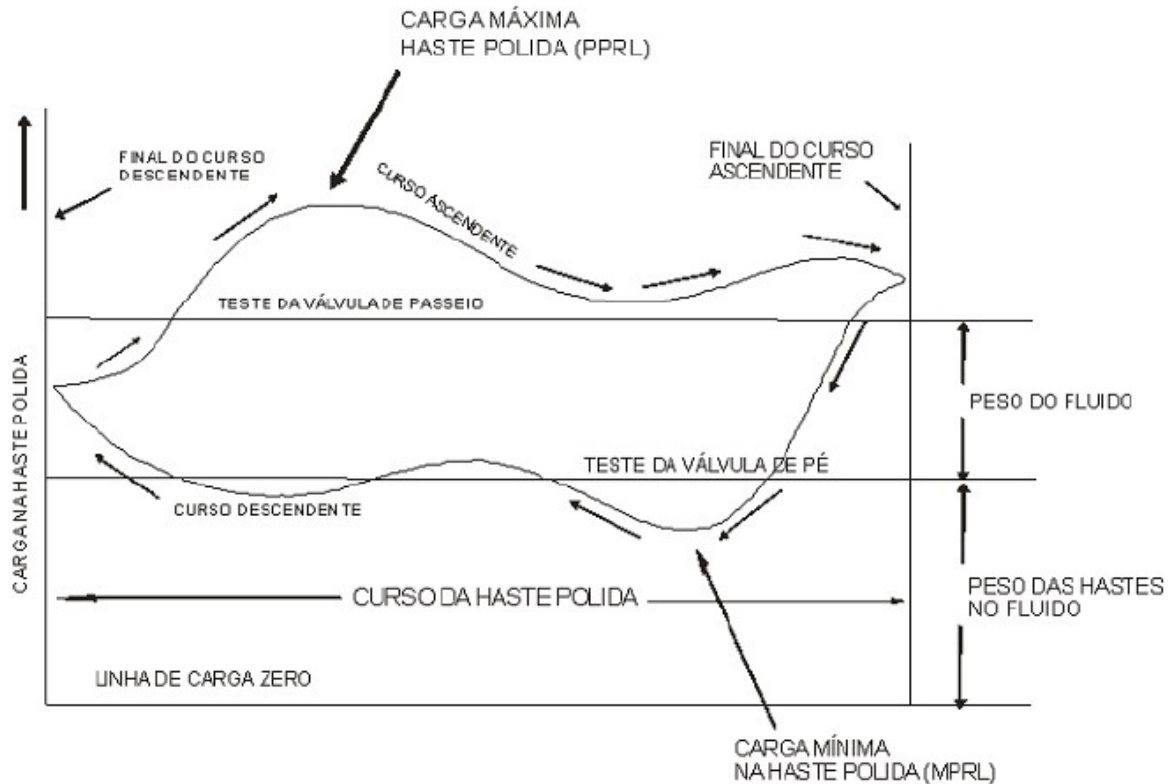 CARGA MÁXIMA
HASTE POLIDA (PPRL)
FINAL DO CURSO
DESCENDENTE
CURSO ASCENDENTE
FINAL DO CURSO
ASCENDENTE
CARGA NA HASTE POLIDA
TESTE DA VÁLVULA DE PASSEIO
PESO DO FLUIDO
TESTE DA VÁLVULA DE PÉ
CURSO DESCENDENTE
CURSO DA HASTE POLIDA
PESO DAS HASTES
NO FLUIDO
LINHA DE CARGA ZERO
CARGA MÍNIMA
NA HASTE POLIDA (MPRL)